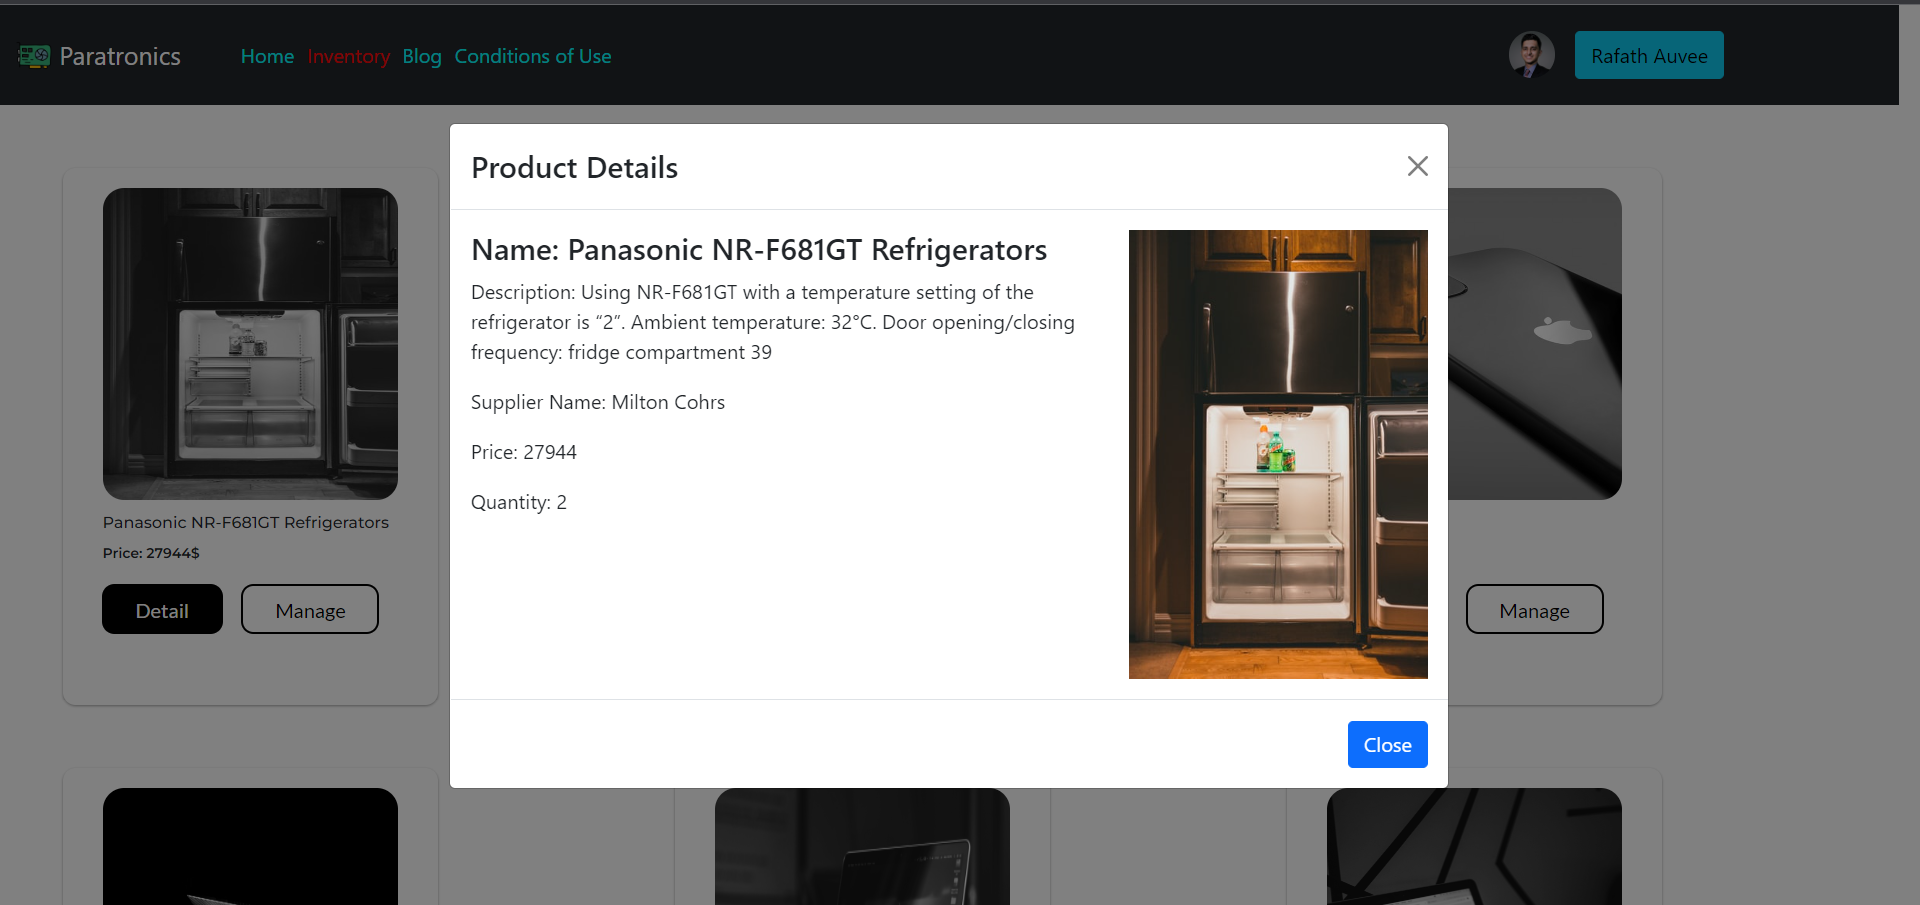 Paratronics
Home Inventory Blog Conditions of Use
Rafath Auvee
Product Details
Name: Panasonic NR-F681GT Refrigerators
Description: Using NR-F681GT with a temperature setting of the
refrigerator is “2”. Ambient temperature: 32°C. Door opening/closing
frequency: fridge compartment 39
Supplier Name: Milton Cohrs
Price: 27944
Quantity: 2
Close
Panasonic NR-F681GT Refrigerators
Price: 27944$
Detail
Manage
Manage